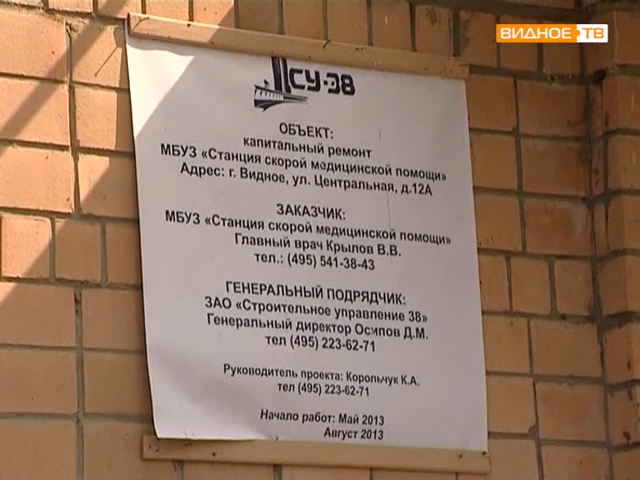 ВИДНОЕ ТВ
СУ-38
ОБЪЕКТ:
капитальный ремонт
МБУЗ «Станция скорой медицинской помощи»
Адрес: г. Видное, ул. Центральная, д.12А
ЗАКАЗЧИК:
МБУЗ «Станция скорой медицинской помощи»
Главный врач Крылов В.В.
тел.: (495) 541-38-43
ГЕНЕРАЛЬНЫЙ ПОДРЯДЧИК:
ЗАО «Строительное управление 38»
Генеральный директор Осипов Д.М.
тел (495) 223-62-71
Руководитель проекта: Корольчук К.А.
тел (495) 223-62-71
Начало работ: Май 2013
Август 2013